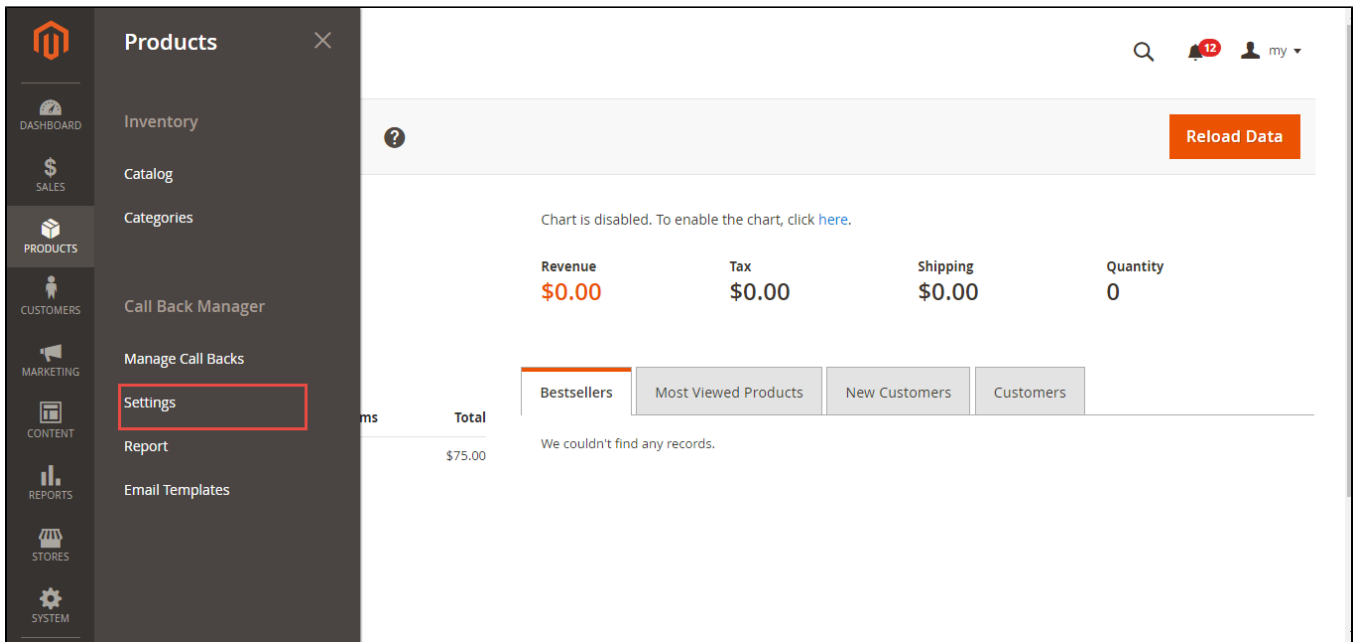 DASHBOARD
SALES
PRODUCTS
CUSTOMERS
MARKETING
CONTENT
REPORTS
STORES
SYSTEM
Products
Inventory
Catalog
Categories
Call Back Manager
Manage Call Backs
Settings
Report
Email Templates
12
my
?
Reload Data
Chart is disabled. To enable the chart, click here.
Revenue Tax Shipping Quantity
$0.00 $0.00 $0.00 0
ms Total
$75.00
Bestsellers Most Viewed Products New Customers Customers
We couldn't find any records.